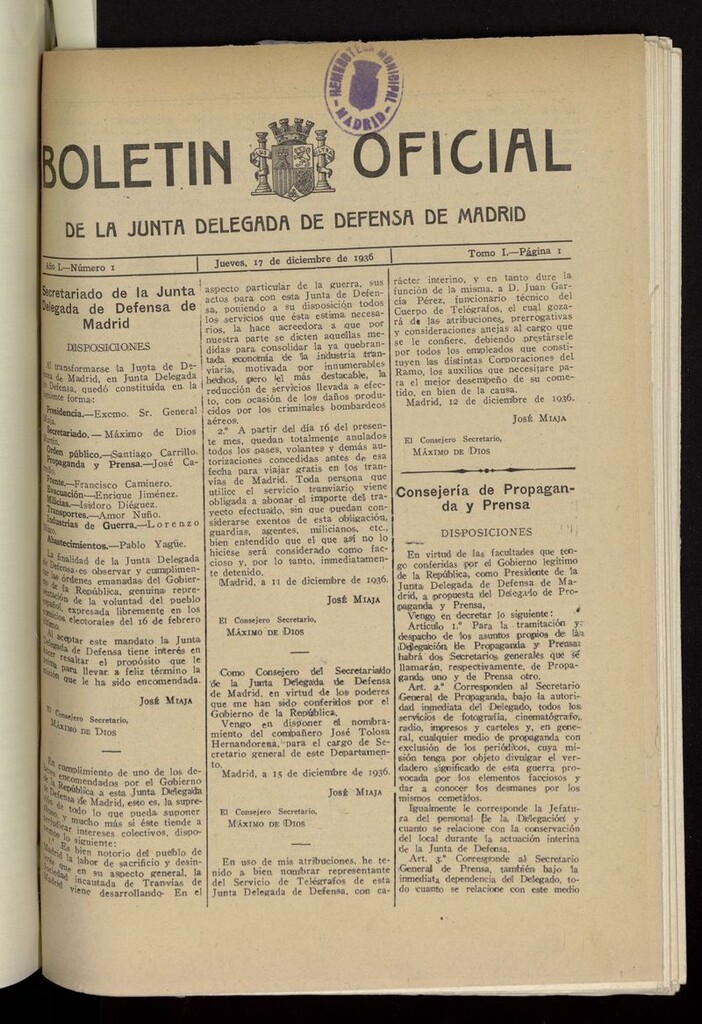 HEMEROTECA MUNICIPAL
MADRID
BOLETIN OFICIAL
DE LA JUNTA DELEGADA DE DEFENSA DE MADRID
Año I.—Número 1
Jueves, 17 de diciembre de 1936
Tomo I.—Página 1
Secretariado de la Junta
Delegada de Defensa de
Madrid
DISPOSICIONES
Al transformarse la Junta de De-
de Madrid, en Junta Delegada
Defensa, quedó constituída en la
forma:
Presidencia.—Excmo. Sr. General
Miaja.
Secretariado.—Máximo de Dios
Orden público.—Santiago Carrillo.
Propaganda y Prensa.—José Ca-
Frente.—Francisco Caminero.
Evacuación—Enrique Jiménez.
Milicias.—Isidoro Diéguez.
Transportes.—Amor Nuño.
Industrias de Guerra.—Lorenzo
Abastecimientos.—Pablo Yagüe.
La finalidad de la Junta Delegada
Defensa es observar y cumplimen-
las órdenes emanadas del Gobier-
de la República, genuina repre-
sentación de la voluntad del pueblo
español, expresada libremente en los
electorales del 16 de febrero
Al aceptar este mandato la Junta
Delegada de Defensa tiene interés en
hacer resaltar el propósito que le
para llevar a feliz término la
que le ha sido encomendada.
José Miaja
El Consejero Secretario,
Máximo de Dios
En cumplimiento de uno de los de-
encomendados por el Gobierno
de la República a esta Junta Delegada
de Defensa de Madrid, esto es, la supre-
de todo lo que pueda suponer
y mucho más si éste tiende a
intereses colectivos, dispo-
lo siguiente:
1.º Es bien notorio del pueblo de
Madrid la labor de sacrificio y desin-
que en su aspecto general, la
Sociedad incautada de Tranvías de
Madrid viene desarrollando. En el
aspecto particular de la guerra, sus
actos para con esta Junta de Defen-
sa, poniendo a su disposición todos
los servicios que ésta estima necesa-
rios, la hace acreedora a que por
nuestra parte se dicten aquellas me-
didas para consolidar la ya quebran-
tada economía de la industria tran-
viaria, motivada por innumerables
hechos, pero el más destacable, la
reducción de servicios llevada a efec-
to, con ocasión de los daños produ-
cidos por los criminales bombardeos
aéreos.
2.º A partir del día 16 del presen-
te mes, quedan totalmente anulados
todos los pases, volantes y demás au-
torizaciones concedidas antes de esa
fecha para viajar gratis en los tran-
vías de Madrid. Toda persona que
utilice el servicio tranviario viene
obligada a abonar el importe del tra-
yecto efectuado, sin que puedan con-
siderarse exentos de esta obligación,
guardias, agentes, milicianos, etc.,
bien entendido que el que así no lo
hiciese será considerado como fac-
cioso y, por lo tanto, inmediatamen-
te detenido.
Madrid, a 11 de diciembre de 1936.
José Miaja
El Consejero Secretario,
Máximo de Dios
Como Consejero del Secretariado
de la Junta Delegada de Defensa
de Madrid, en virtud de los poderes
que me han sido conferidos por el
Gobierno de la República.
Vengo en disponer el nombra-
miento del compañero José Tolosa
Hernandorena, para el cargo de Se-
cretario general de este Departamen-
to.
Madrid, a 15 de diciembre de 1936.
José Miaja
El Consejero Secretario,
Máximo de Dios
En uso de mis atribuciones, he te-
nido a bien nombrar representante
del Servicio de Telégrafos de esta
Junta Delegada de Defensa, con ca-
rácter interino, y en tanto dure la
función de la misma, a D. Juan Gar-
cía Pérez, funcionario técnico del
Cuerpo de Telégrafos, el cual goza-
rá de las atribuciones, prerrogativas
y consideraciones anejas al cargo que
se le confiere, debiendo prestársele
por todos los empleados que consti-
tuyen las distintas Corporaciones del
Ramo, los auxilios que necesitare pa-
ra el mejor desempeño de su come-
tido, en bien de la causa.
Madrid, 12 de diciembre de 1936.
José Miaja
El Consejero Secretario,
Máximo de Dios
Consejería de Propagan-
da y Prensa
DISPOSICIONES
En virtud de las facultades que ten-
go conferidas por el Gobierno legítimo
de la República, como Presidente de la
Junta Delegada de Defensa de Ma-
drid, a propuesta del Delegado de Pro-
paganda y Prensa,
Vengo en decretar lo siguiente:
Artículo 1.º Para la tramitación y
despacho de los asuntos propios de la
Delegación de Propaganda y Prensa
habrá dos Secretarios generales que se
llamarán, respectivamente, de Propa-
ganda uno y de Prensa otro.
Art. 2.º Corresponden al Secretario
General de Propaganda, bajo la autori-
dad inmediata del Delegado, todos los
servicios de fotografía, cinematógrafo,
radio, impresos y carteles y, en gene-
ral, cualquier medio de propaganda con
exclusión de los periódicos, cuya mi-
sión tenga por objeto divulgar el ver-
dadero significado de esta guerra pro-
vocada por los elementos facciosos y
dar a conocer los desmanes por los
mismos cometidos.
Igualmente le corresponde la Jefatu-
ra del personal de la Delegación y
cuanto se relacione con la conservación
del local durante la actuación interina
de la Junta de Defensa.
Art. 3.º Corresponde al Secretario
General de Prensa, también bajo la
inmediata dependencia del Delegado, to-
do cuanto se relacione con este medio